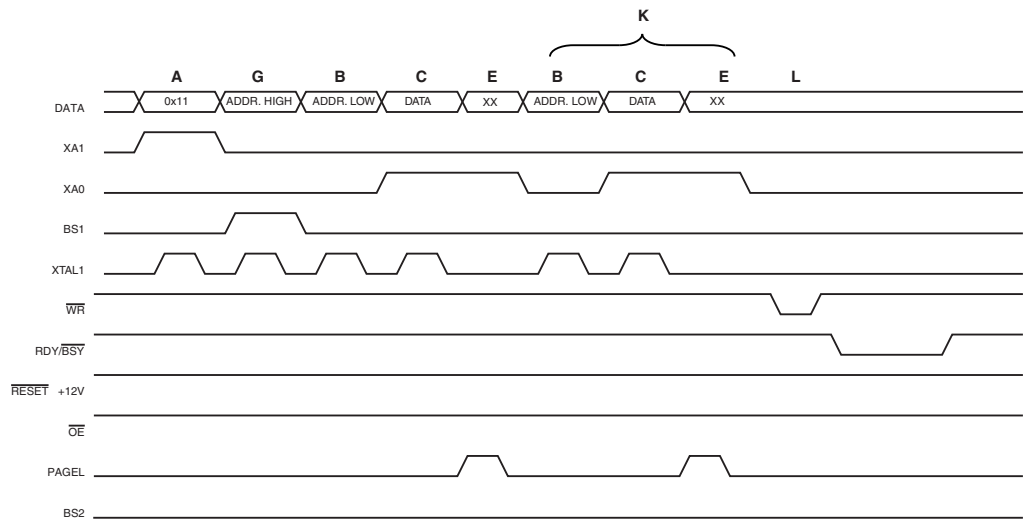 K
A G B C E B C E L
DATA 0x11 ADDR. HIGH ADDR. LOW DATA XX ADDR. LOW DATA XX
XA1
XA0
BS1
XTAL1
WR
RDY/BSY
RESET +12V
OE
PAGEL
BS2